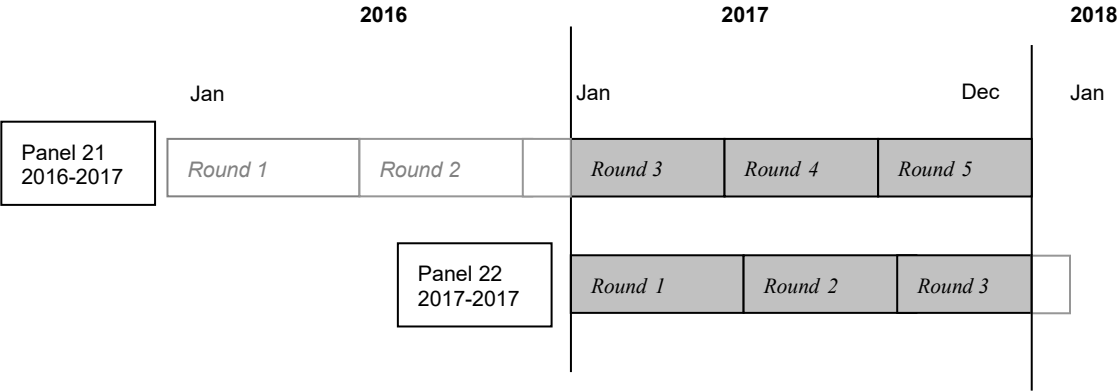 2016 2017 2018
Jan Jan Dec Jan
Panel 21
2016-2017
Round 1 Round 2 Round 3 Round 4 Round 5
Panel 22
2017-2017
Round 1 Round 2 Round 3